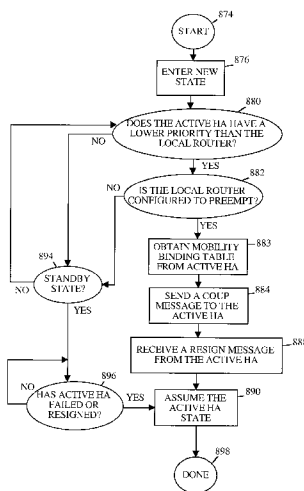 874
START
876
ENTER NEW
STATE
880
DOES THE ACTIVE HA HAVE A
LOWER PRIORITY THAN THE
LOCAL ROUTER?
NO
YES
882
NO
IS THE LOCAL ROUTER
CONFIGURED TO PREEMPT?
YES
883
OBTAIN MOBILITY
BINDING TABLE
FROM ACTIVE HA
894
STANDBY
STATE?
NO
YES
884
SEND A COUP
MESSAGE TO THE
ACTIVE HA
RECEIVE A RESIGN MESSAGE
FROM THE ACTIVE HA
896
NO
HAS ACTIVE HA
FAILED OR
RESIGNED?
YES
890
ASSUME THE
ACTIVE HA
STATE
898
DONE